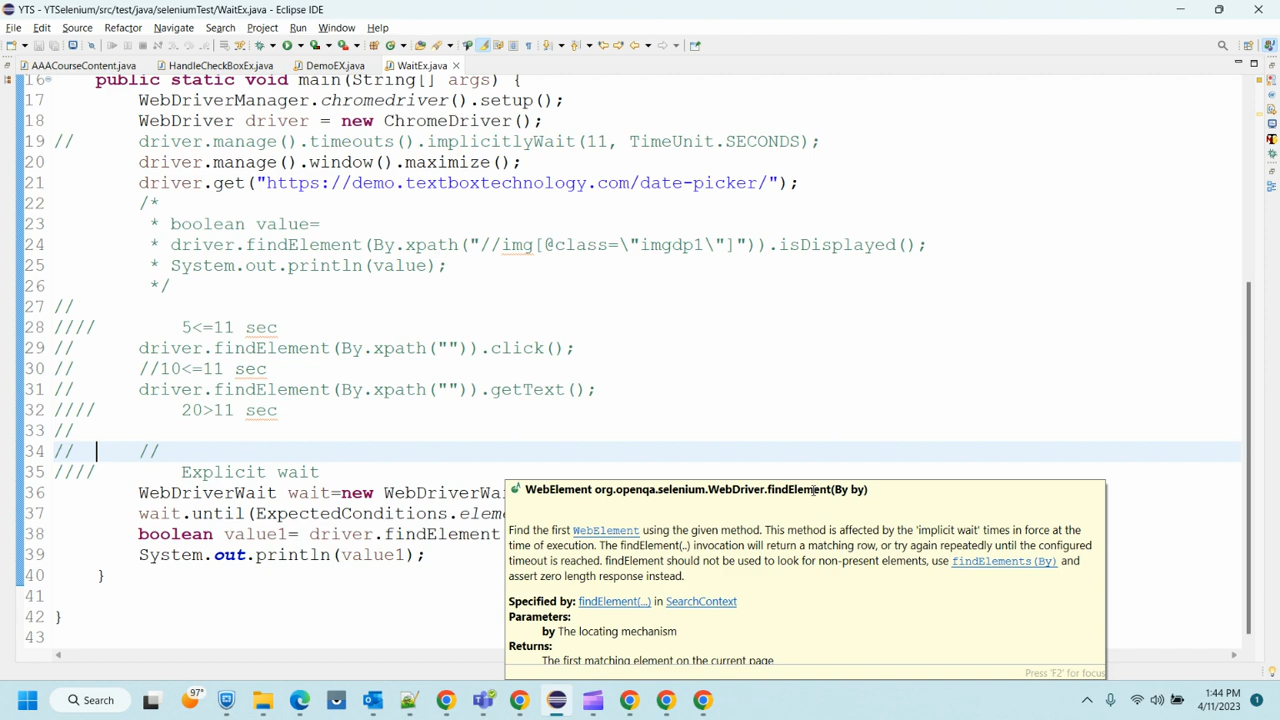 YTS - YTSelenium/src/test/java/seleniumTest/WaitEx.java - Eclipse IDE
File Edit Source Refactor Navigate Search Project Run Window Help
AAACourseContent.java HandleCheckBoxEx.java DemoEX.java WaitEx.java
16 public static void main(String[] args) {
17 WebDriverManager.chromedriver().setup();
18 WebDriver driver = new ChromeDriver();
19 // driver.manage().timeouts().implicitlyWait(11, TimeUnit.SECONDS);
20 driver.manage().window().maximize();
21 driver.get("https://demo.textboxtechnology.com/date-picker/");
22 /*
23 * boolean value=
24 * driver.findElement(By.xpath("//img[@class=\"imgdp1\"]")).isDisplayed();
25 * System.out.println(value);
26 */
27 //
28 //// 5<=11 sec
29 // driver.findElement(By.xpath("")).click();
30 // //10<=11 sec
31 // driver.findElement(By.xpath("")).getText();
32 //// 20>11 sec
33 //
34 // //
35 //// Explicit wait
36 WebDriverWait wait=new WebDriverWa
37 wait.until(ExpectedConditions.eleme
38 boolean value1= driver.findElement
39 System.out.println(value1);
40 }
41
42 }
43
WebElement org.openqa.selenium.WebDriver.findElement(By by)
Find the first WebElement using the given method. This method is affected by the 'implicit wait' times in force at the
time of execution. The findElement(..) invocation will return a matching row, or try again repeatedly until the configured
timeout is reached. findElement should not be used to look for non-present elements, use findElements(By) and
assert zero length response instead.
Specified by: findElement(...) in SearchContext
Parameters:
by The locating mechanism
Returns:
The first matching element on the current page
Press 'F2' for focus
Search
97°
1:44 PM
4/11/2023
1